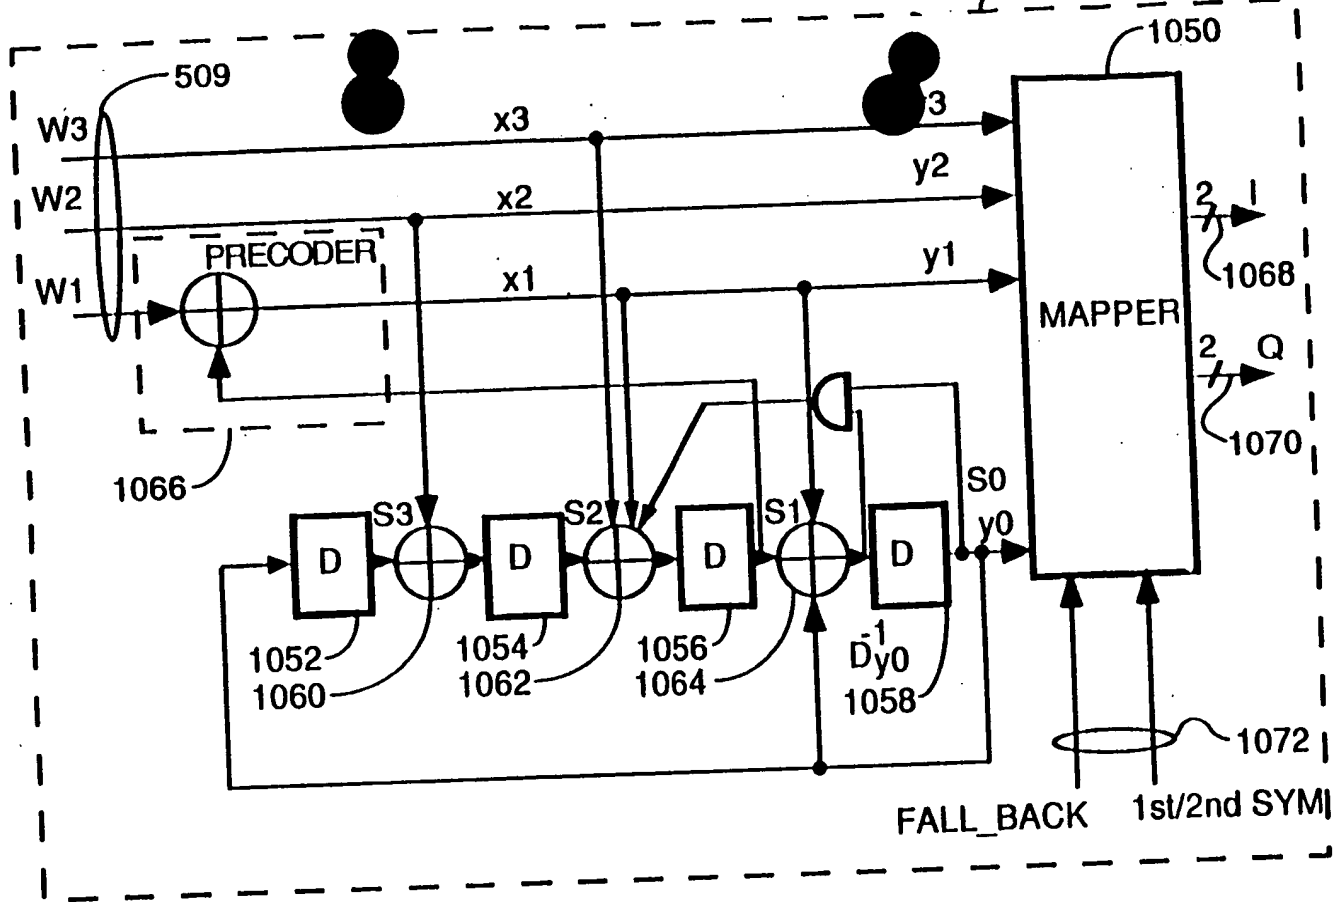 1050
509
W3
x3
3
W2
x2
y2
2
I
PRECODER
1068
W1
x1
y1
MAPPER
2
Q
1070
1066
S3
S2
S1
S0
y0
D
D
D
D
1052
1054
1056
D-1y0
1060
1062
1064
1058
1072
FALL_BACK
1st/2nd SYM